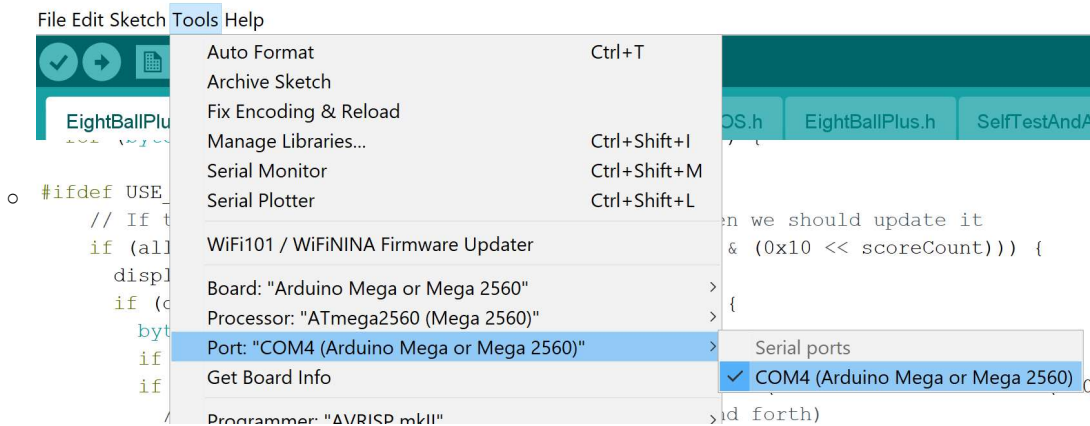 File Edit Sketch Tools Help
Auto Format Ctrl+T
Archive Sketch
Fix Encoding & Reload
Manage Libraries... Ctrl+Shift+I
Serial Monitor Ctrl+Shift+M
Serial Plotter Ctrl+Shift+L
WiFi101 / WiFiNINA Firmware Updater
Board: "Arduino Mega or Mega 2560"
Processor: "ATmega2560 (Mega 2560)"
Port: "COM4 (Arduino Mega or Mega 2560)"
Get Board Info
Programmer: "AVRISP mkII"
Serial ports
COM4 (Arduino Mega or Mega 2560)
EightBallPlu
OS.h EightBallPlus.h SelfTestAndA
#ifdef USE_
// If t
en we should update it
if (all
& (0x10 << scoreCount))) {
displ
if (c
{
byt
if
if
//
nd forth)